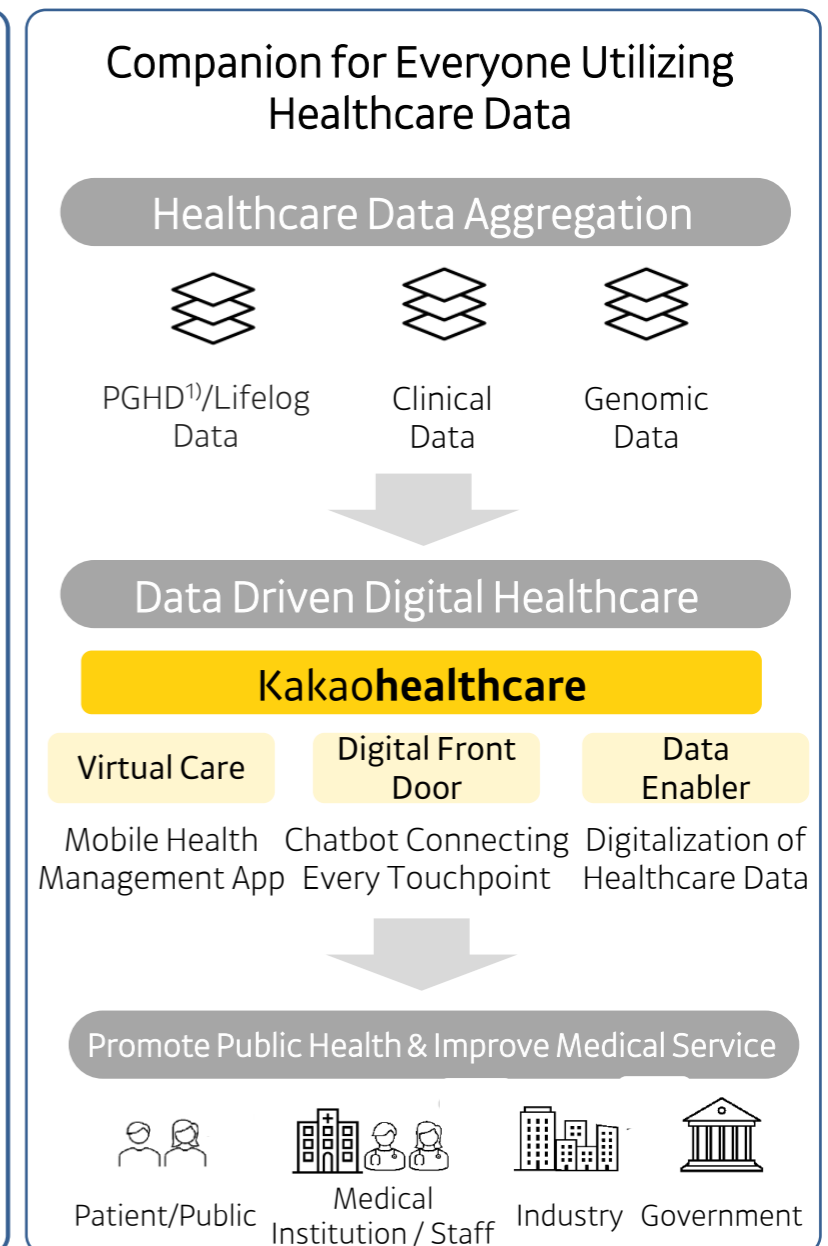 Companion for Everyone Utilizing
Healthcare Data
Healthcare Data Aggregation
PGHD¹⁾/Lifelog
Data
Clinical
Data
Genomic
Data
Data Driven Digital Healthcare
Kakaohealthcare
Virtual Care
Digital Front
Door
Data
Enabler
Mobile Health
Management App
Chatbot Connecting
Every Touchpoint
Digitalization of
Healthcare Data
Promote Public Health & Improve Medical Service
Patient/Public
Medical
Institution / Staff
Industry
Government